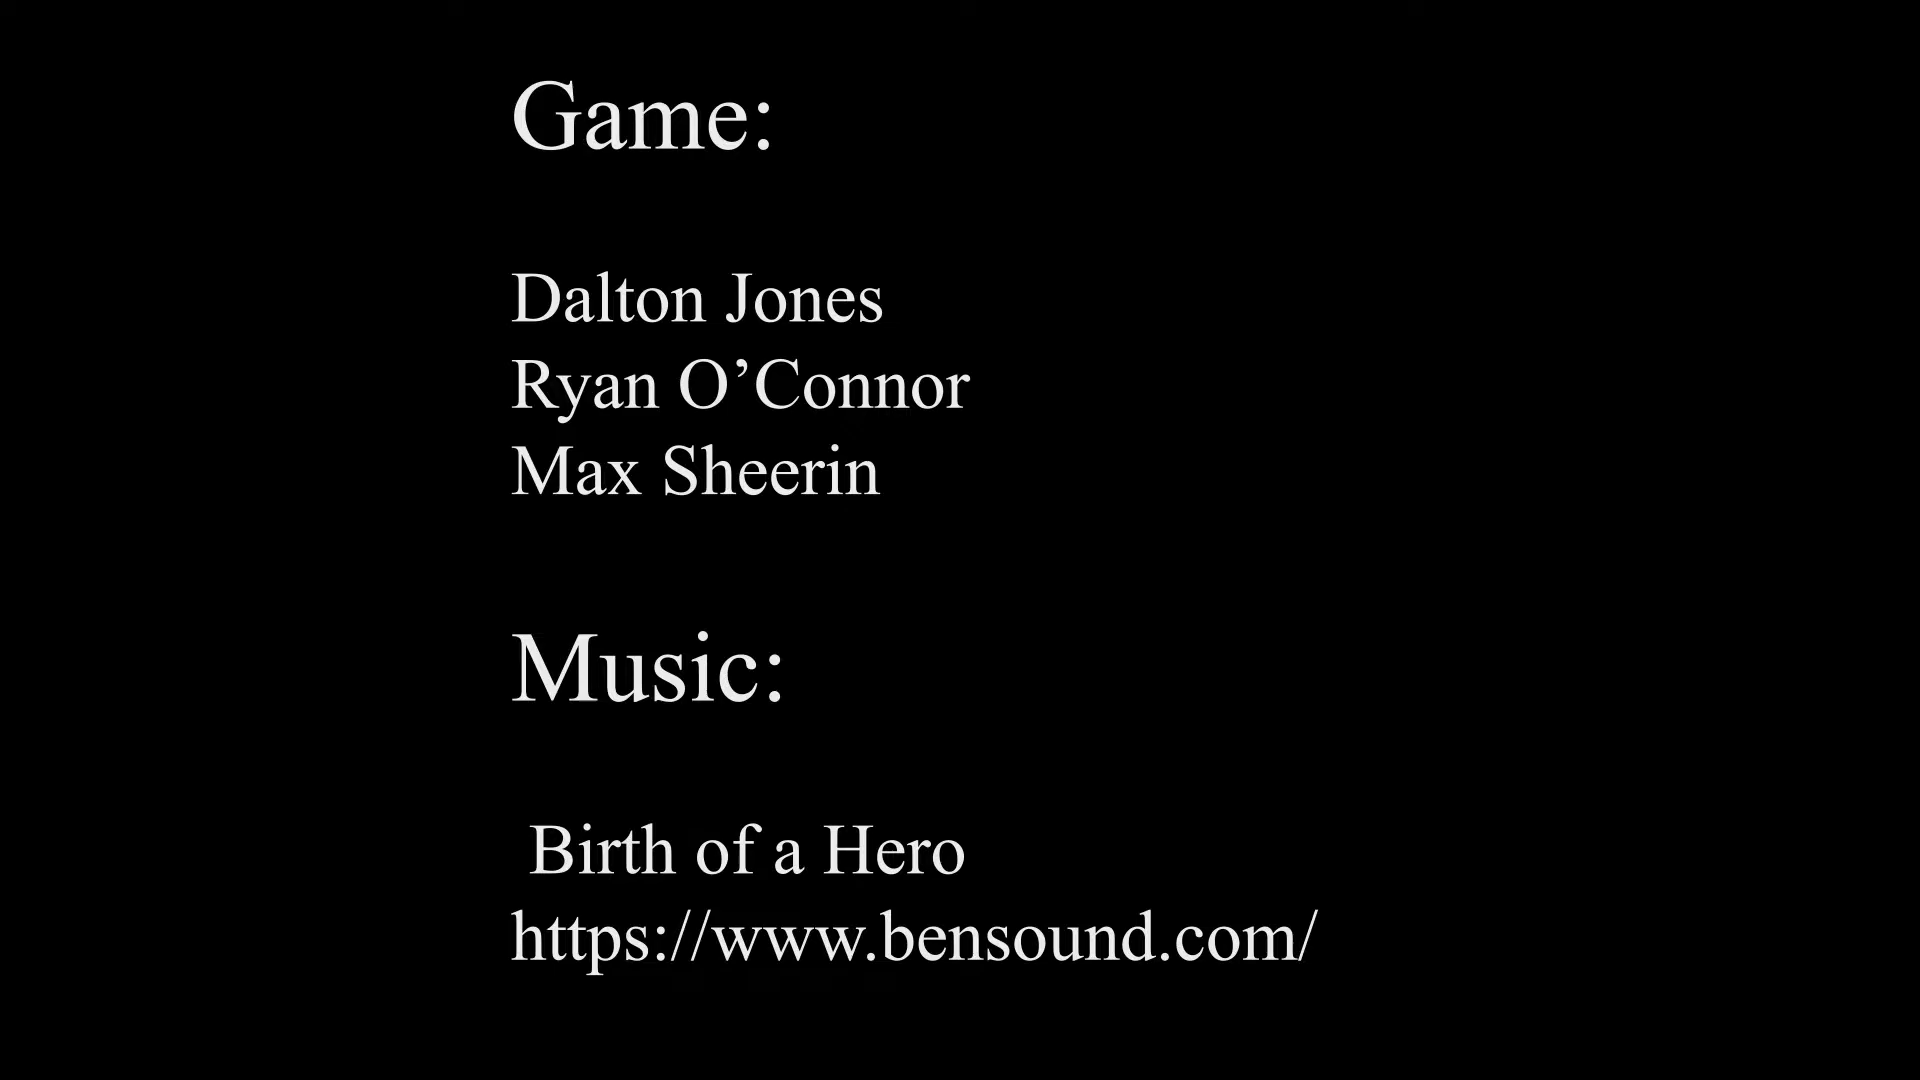 Game:
Dalton Jones
Ryan O’Connor
Max Sheerin
Music:
Birth of a Hero
https://www.bensound.com/